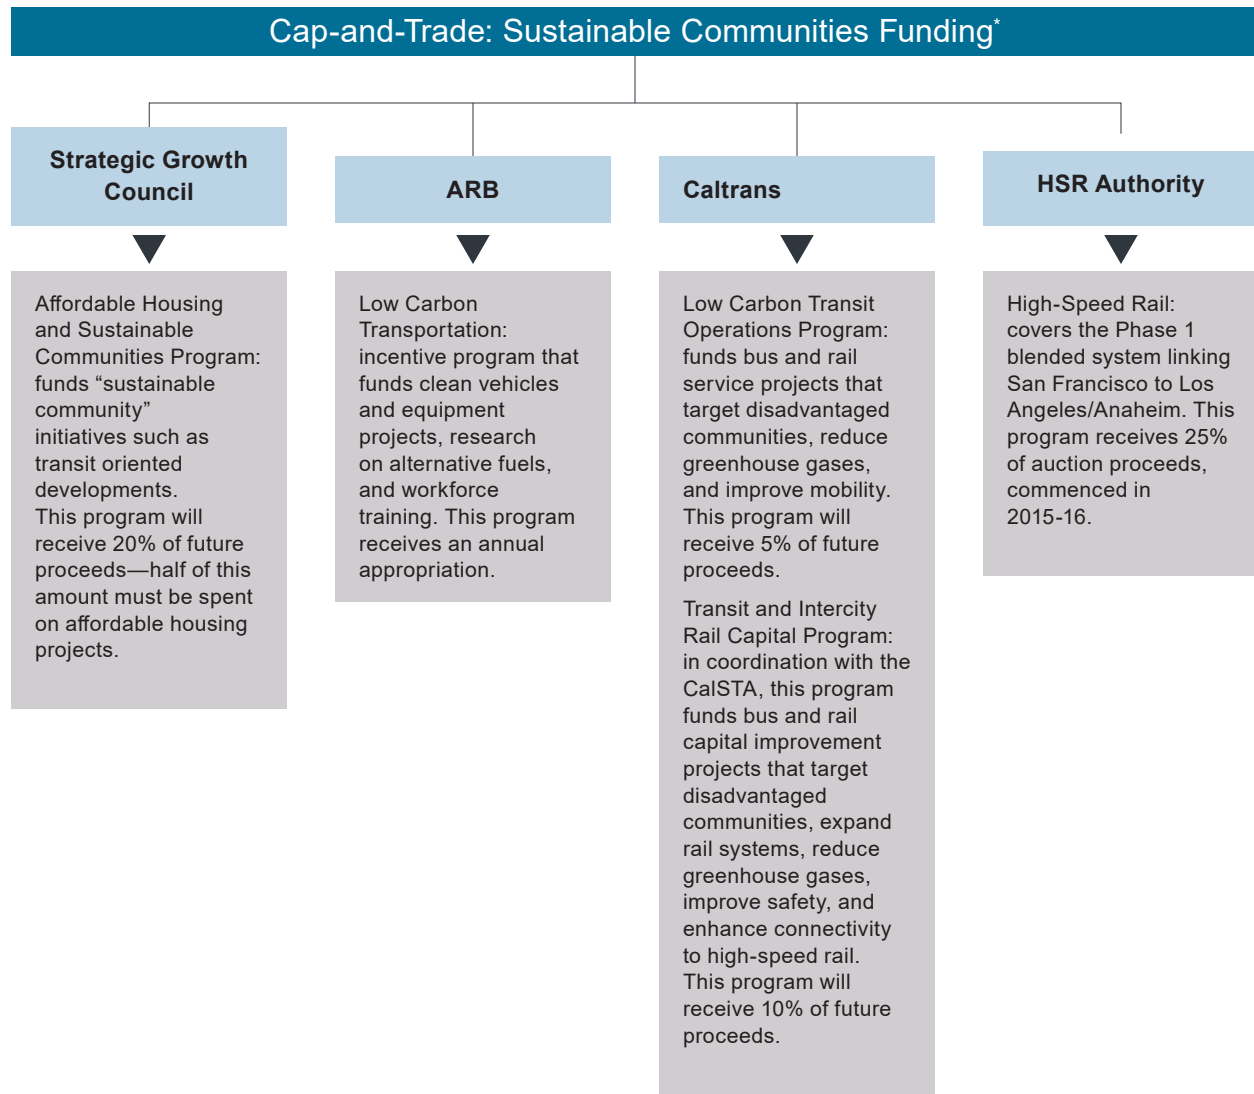 Cap-and-Trade: Sustainable Communities Funding*
Strategic Growth
Council
Affordable Housing
and Sustainable
Communities Program:
funds “sustainable
community”
initiatives such as
transit oriented
developments.
This program will
receive 20% of future
proceeds—half of this
amount must be spent
on affordable housing
projects.
ARB
Low Carbon
Transportation:
incentive program that
funds clean vehicles
and equipment
projects, research
on alternative fuels,
and workforce
training. This program
receives an annual
appropriation.
Caltrans
Low Carbon Transit
Operations Program:
funds bus and rail
service projects that
target disadvantaged
communities, reduce
greenhouse gases,
and improve mobility.
This program will
receive 5% of future
proceeds.
Transit and Intercity
Rail Capital Program:
in coordination with the
CalSTA, this program
funds bus and rail
capital improvement
projects that target
disadvantaged
communities, expand
rail systems, reduce
greenhouse gases,
improve safety, and
enhance connectivity
to high-speed rail.
This program will
receive 10% of future
proceeds.
HSR Authority
High-Speed Rail:
covers the Phase 1
blended system linking
San Francisco to Los
Angeles/Anaheim. This
program receives 25%
of auction proceeds,
commenced in
2015-16.